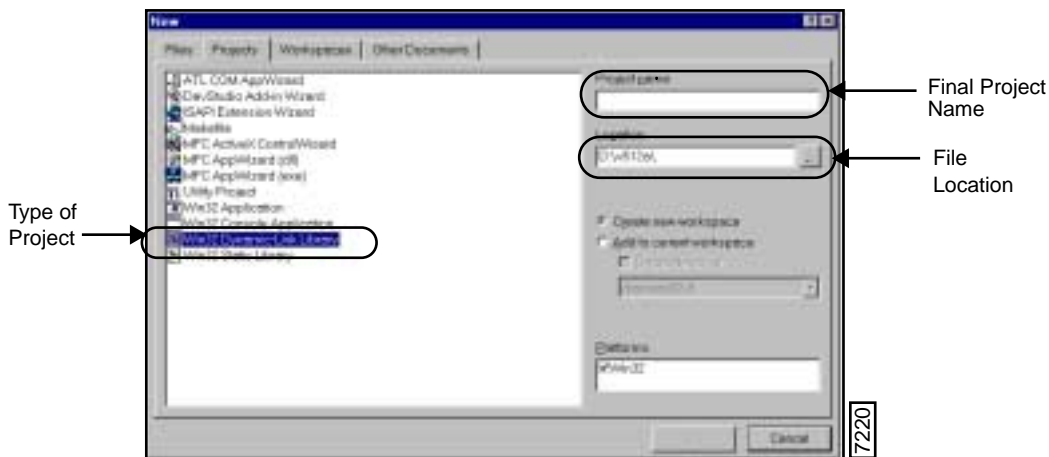 New
Files Projects Workspaces Other Documents
ATL COM AppWizard
DevStudio Add-in Wizard
ISAPI Extension Wizard
Makefile
MFC ActiveX ControlWizard
MFC AppWizard (dll)
MFC AppWizard (exe)
Utility Project
Win32 Application
Win32 Console Application
Win32 Dynamic-Link Library
Win32 Static Library
Project name
Location
Create new workspace
Add to current workspace
Platforms
Win32
Cancel
Type of
Project
Final Project
Name
File
Location
7220